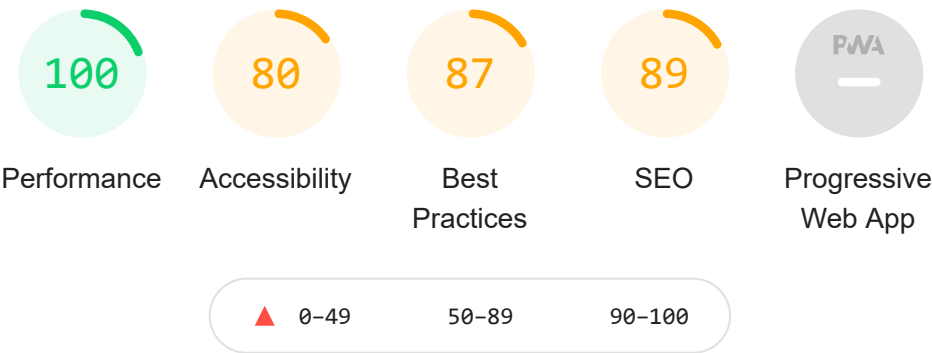 100 80 87 89 PWA
Performance Accessibility Best Practices SEO Progressive Web App
0–49 50–89 90–100